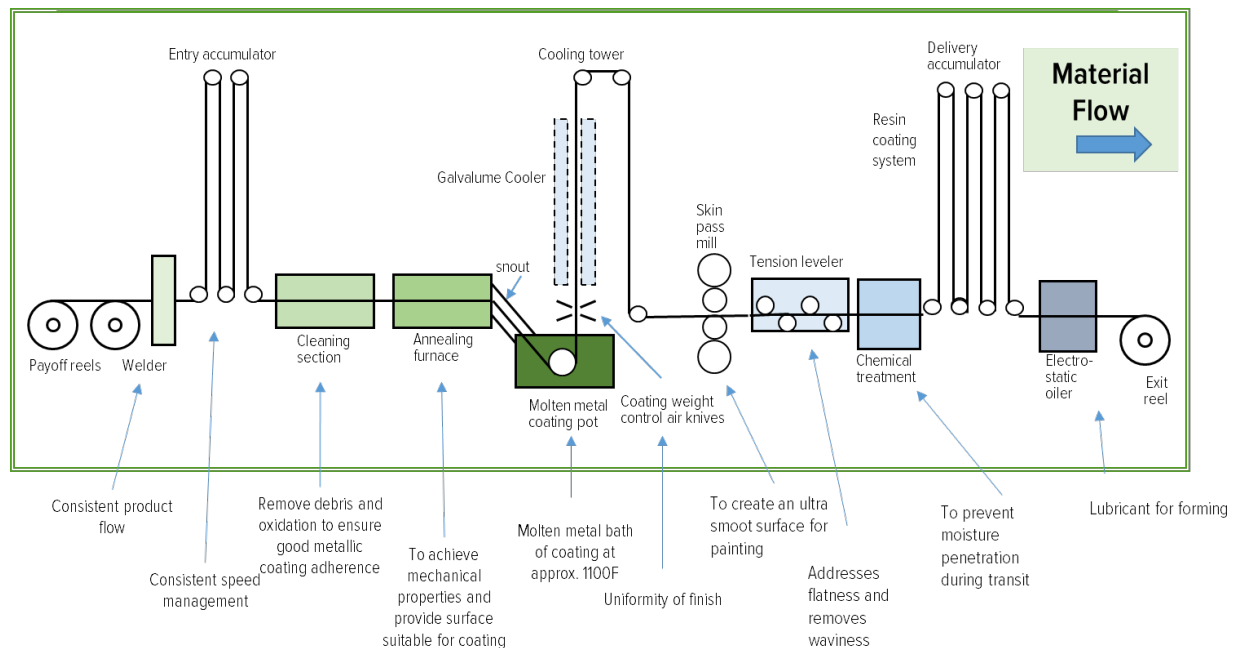 Entry accumulator
Cooling tower
Delivery
accumulator
Material
Flow
Resin
coating
system
Galvalume Cooler
Skin
pass
mill
snout
Tension leveler
Payoff reels
Welder
Cleaning
section
Annealing
furnace
Molten metal
coating pot
Coating weight
control air knives
Chemical
treatment
Electro-
static
oiler
Exit
reel
Consistent product
flow
Consistent speed
management
Remove debris and
oxidation to ensure
good metallic
coating adherence
To achieve
mechanical
properties and
provide surface
suitable for coating
Molten metal bath
of coating at
approx. 1100F
Uniformity of finish
To create an ultra
smoot surface for
painting
Addresses
flatness and
removes
waviness
To prevent
moisture
penetration
during transit
Lubricant for forming